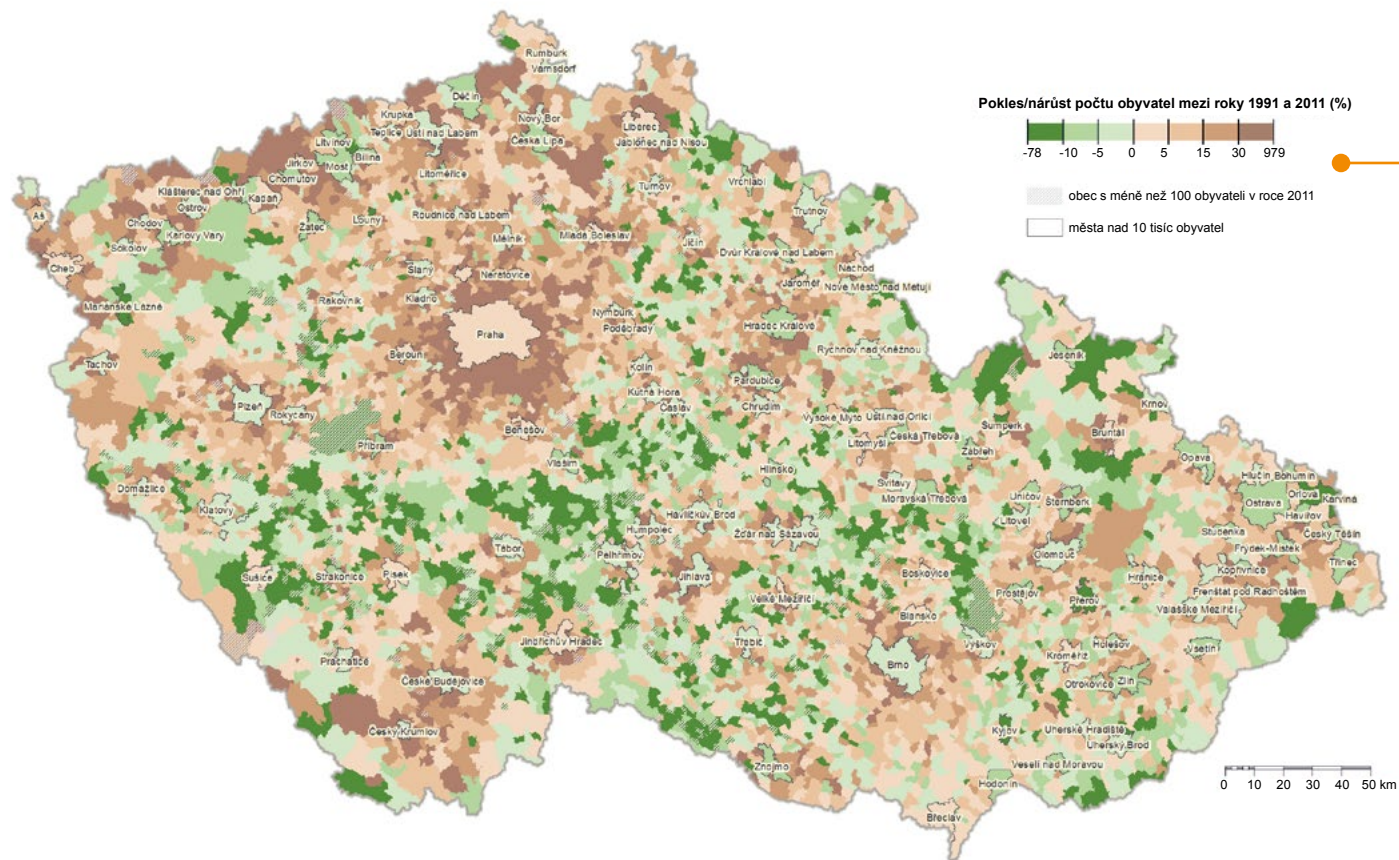 Pokles/nárůst počtu obyvatel mezi roky 1991 a 2011 (%)
-78 -10 -5 0 5 15 30 979
obec s méně než 100 obyvateli v roce 2011
města nad 10 tisíc obyvatel
Rumburk
Varnsdorf
Děčín
Krupka
Teplice
Ústí nad Labem
Nový Bor
Česká Lípa
Liberec
Jablonec nad Nisou
Litvínov
Most
Bílina
Jirkov
Chomutov
Litoměřice
Turnov
Vrchlabí
Trutnov
Klášterec nad Ohří
Ostrov
Kadaň
Aš
Chodov
Karlovy Vary
Sokolov
Žatec
Louny
Roudnice nad Labem
Mělník
Mladá Boleslav
Jičín
Dvůr Králové nad Labem
Náchod
Cheb
Slaný
Neratovice
Jaroměř
Nové Město nad Metují
Mariánské Lázně
Rakovník
Kladno
Nymburk
Poděbrady
Hradec Králové
Praha
Beroun
Rychnov nad Kněžnou
Jeseník
Tachov
Kolín
Pardubice
Plzeň
Rokycany
Kutná Hora
Čáslav
Chrudim
Vysoké Mýto
Ústí nad Orlicí
Krnov
Benešov
Příbram
Litomyšl
Česká Třebová
Šumperk
Zábřeh
Bruntál
Vlašim
Hlinsko
Svitavy
Moravská Třebová
Opava
Domažlice
Klatovy
Hlučín
Bohumín
Uničov
Šternberk
Orlová
Karviná
Ostrava
Havířov
Havlíčkův Brod
Humpolec
Žďár nad Sázavou
Litovel
Studénka
Český Těšín
Tábor
Pelhřimov
Olomouc
Frýdek-Místek
Třinec
Sušice
Strakonice
Písek
Jihlava
Boskovice
Hranice
Kopřivnice
Velké Meziříčí
Prostějov
Přerov
Frenštát pod Radhoštěm
Blansko
Valašské Meziříčí
Jindřichův Hradec
Třebíč
Vyškov
Holešov
Kroměříž
Vsetín
Prachatice
Brno
České Budějovice
Otrokovice
Zlín
Český Krumlov
Kyjov
Uherské Hradiště
Uherský Brod
Znojmo
Veselí nad Moravou
Hodonín
Břeclav
0 10 20 30 40 50 km